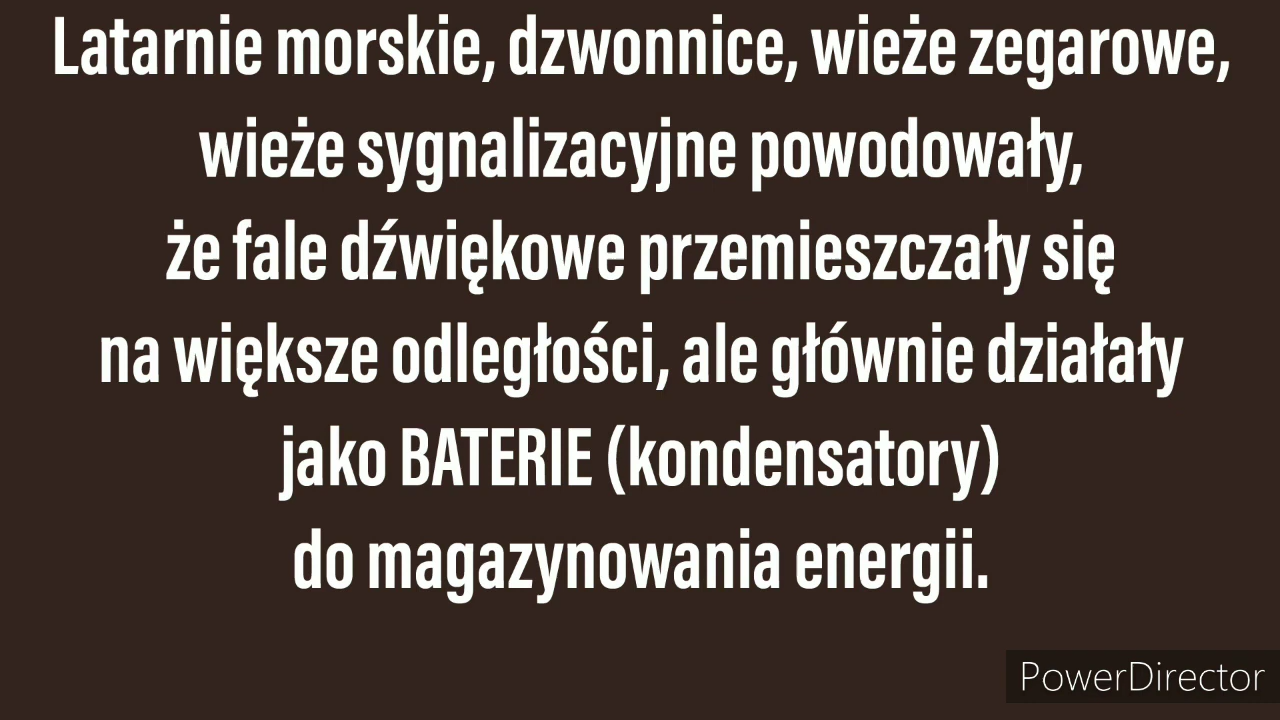 Latarnie morskie, dzwonnice, wieże zegarowe,
wieże sygnalizacyjne powodowały,
że fale dźwiękowe przemieszczały się
na większe odległości, ale głównie działały
jako BATERIE (kondensatory)
do magazynowania energii.
PowerDirector